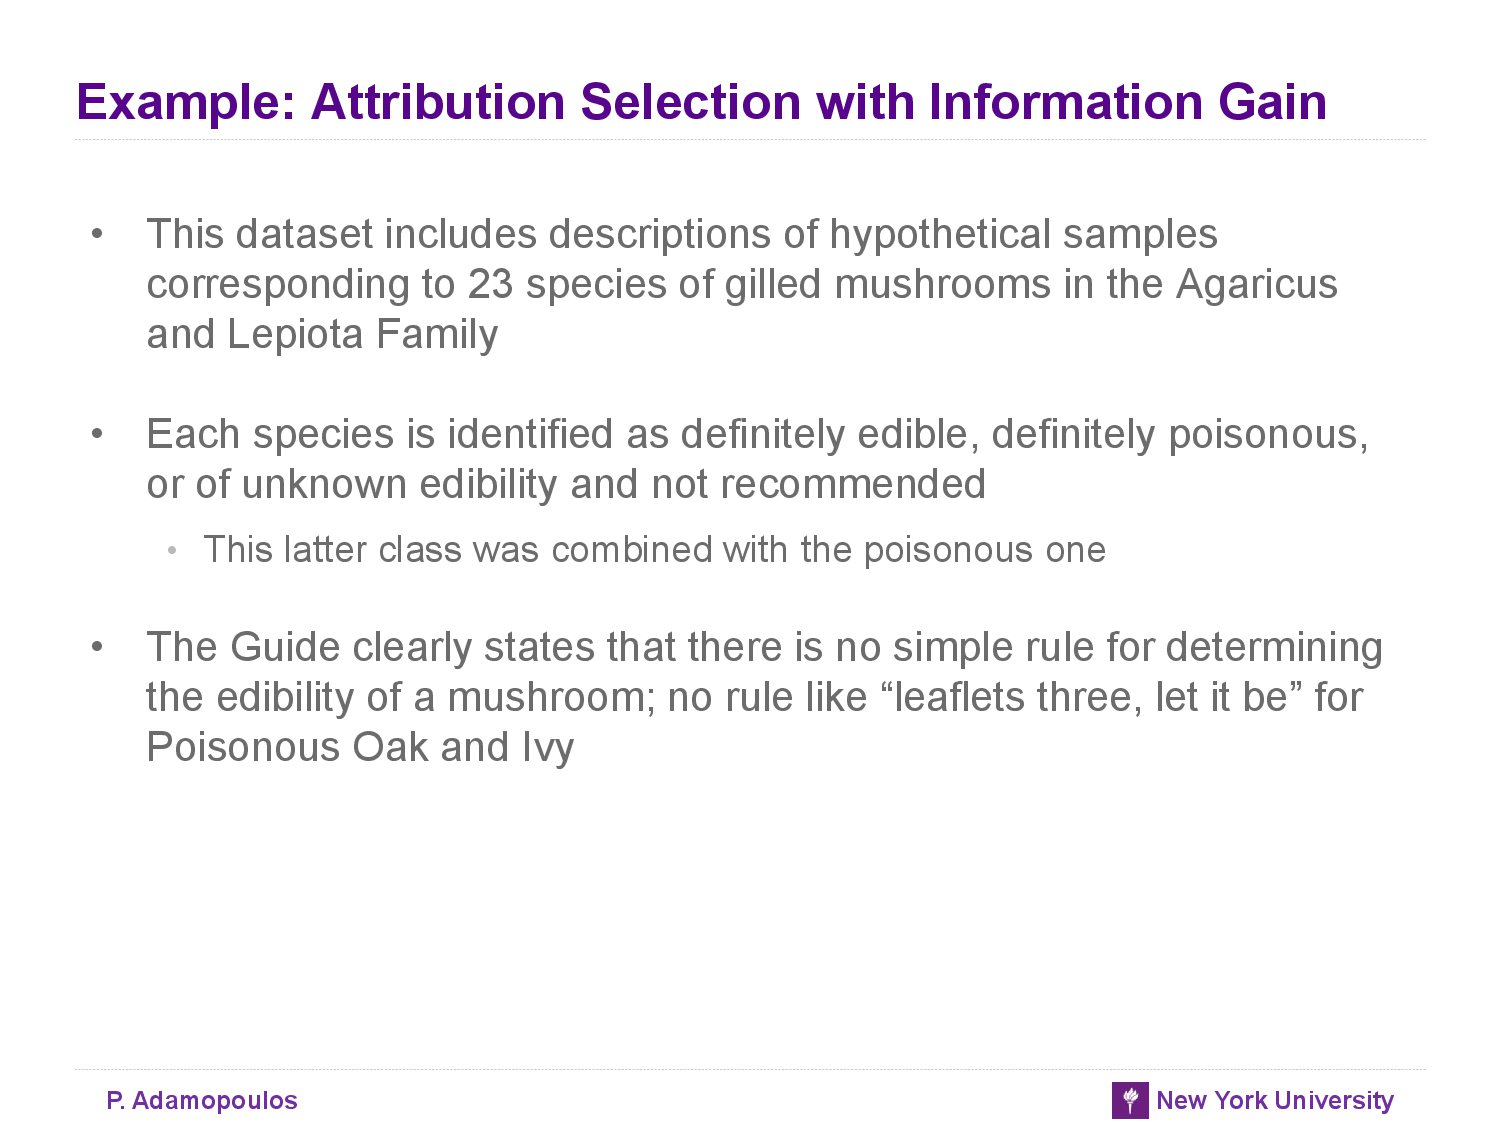 Example: Attribution Selection with Information Gain
• This dataset includes descriptions of hypothetical samples
corresponding to 23 species of gilled mushrooms in the Agaricus
and Lepiota Family
• Each species is identified as definitely edible, definitely poisonous,
or of unknown edibility and not recommended
• This latter class was combined with the poisonous one
• The Guide clearly states that there is no simple rule for determining
the edibility of a mushroom; no rule like “leaflets three, let it be” for
Poisonous Oak and Ivy
P. Adamopoulos
New York University